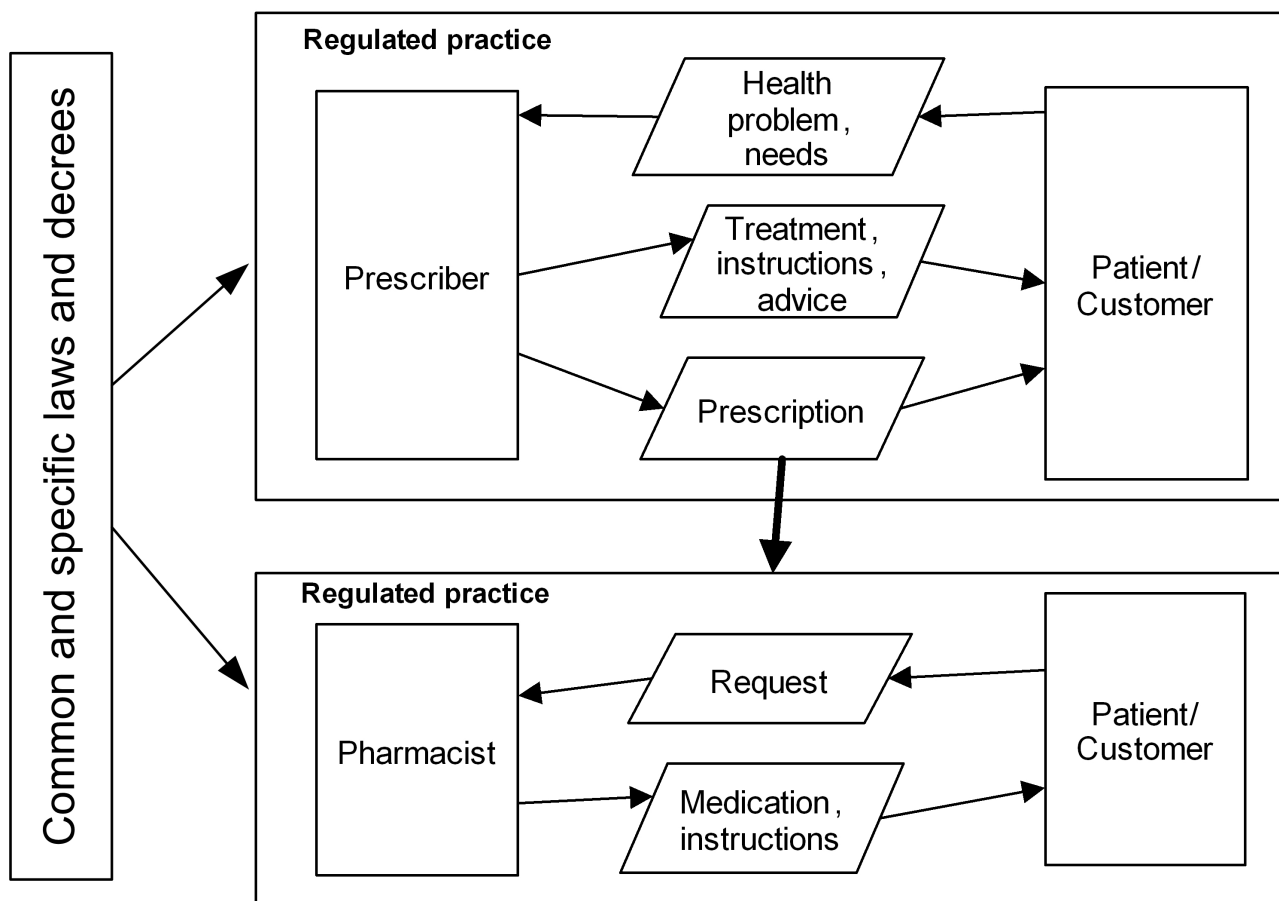 Common and specific laws and decrees
Regulated practice
Health
problem,
needs
Prescriber
Treatment,
instructions,
advice
Patient/
Customer
Prescription
Regulated practice
Request
Pharmacist
Patient/
Customer
Medication,
instructions